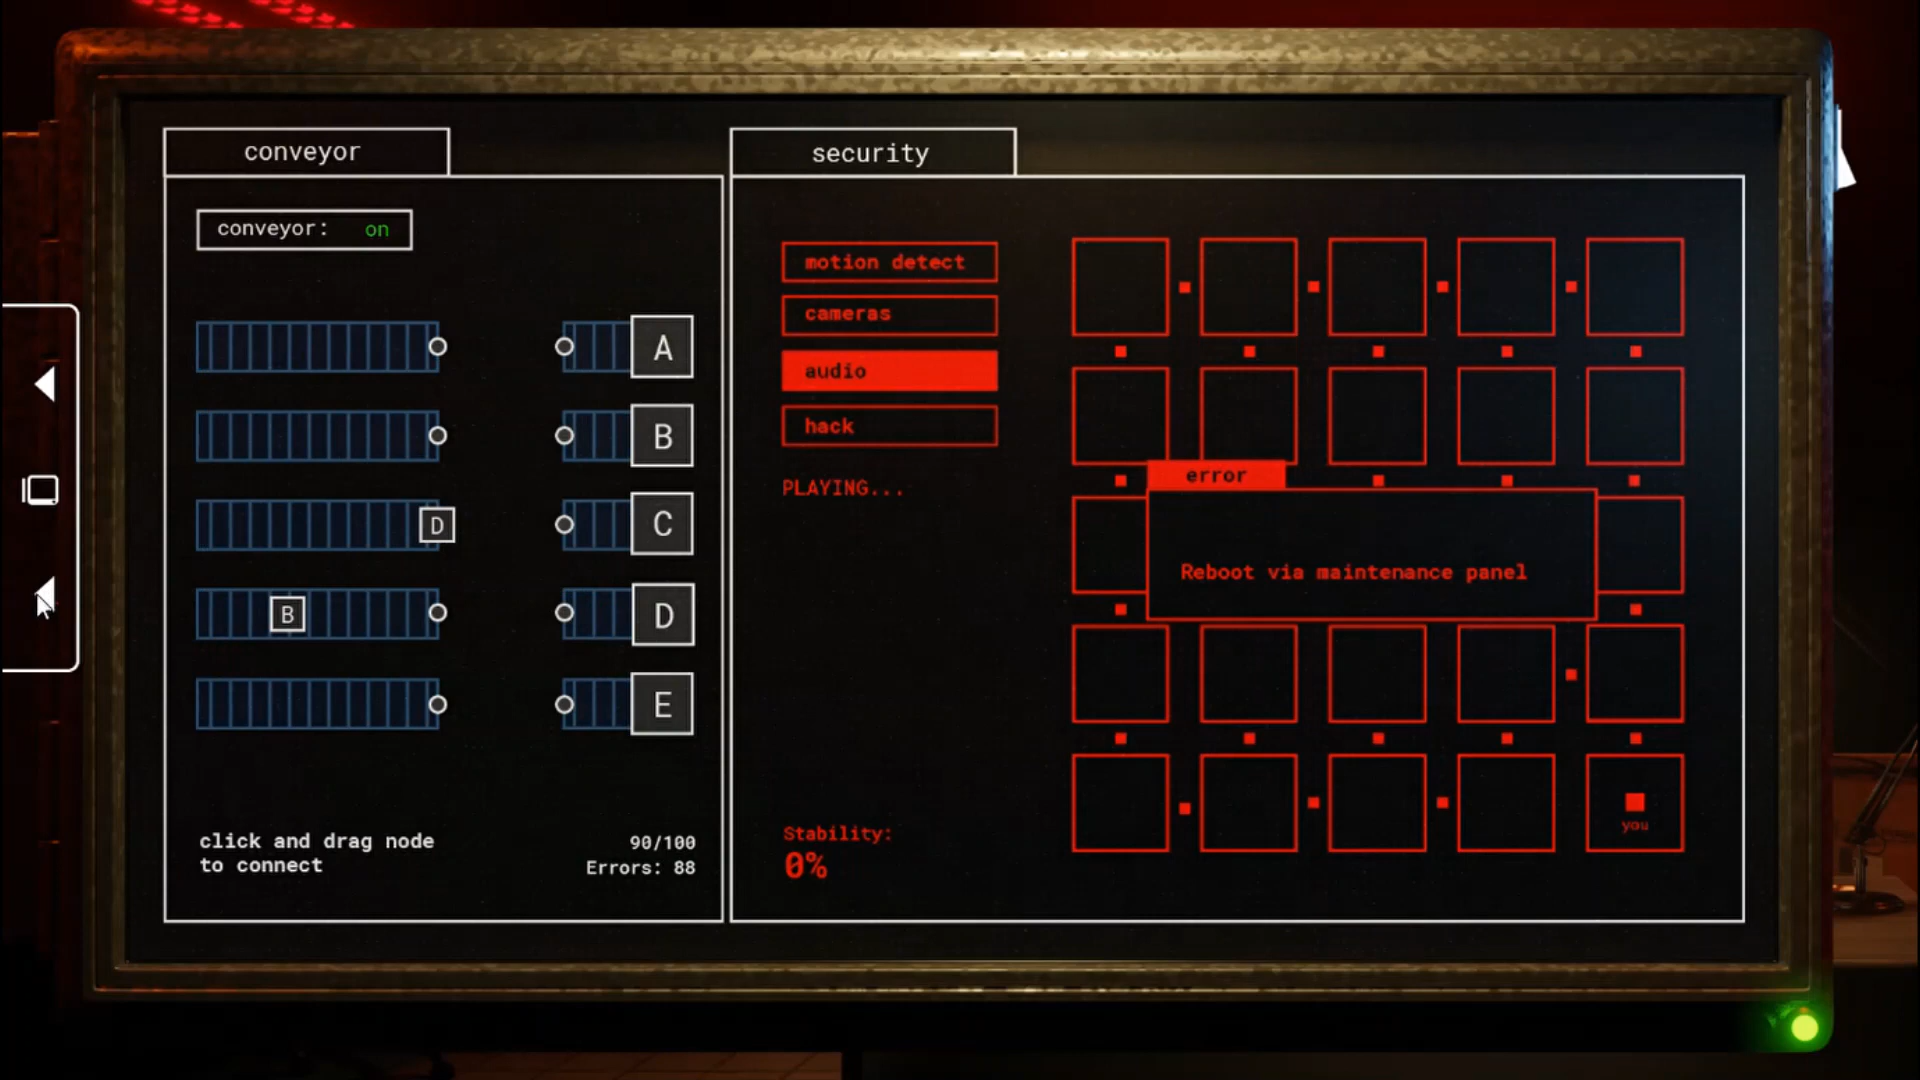 conveyor
conveyor: on
A
B
D
C
B
D
E
click and drag node
to connect
90/100
Errors: 88
security
motion detect
cameras
audio
hack
PLAYING...
error
Reboot via maintenance panel
you
Stability:
0%